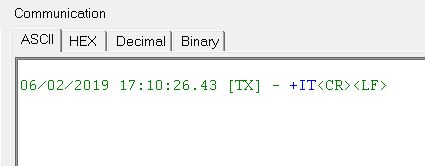 Communication
ASCII HEX Decimal Binary
06/02/2019 17:10:26.43 [TX] - +IT<CR><LF>